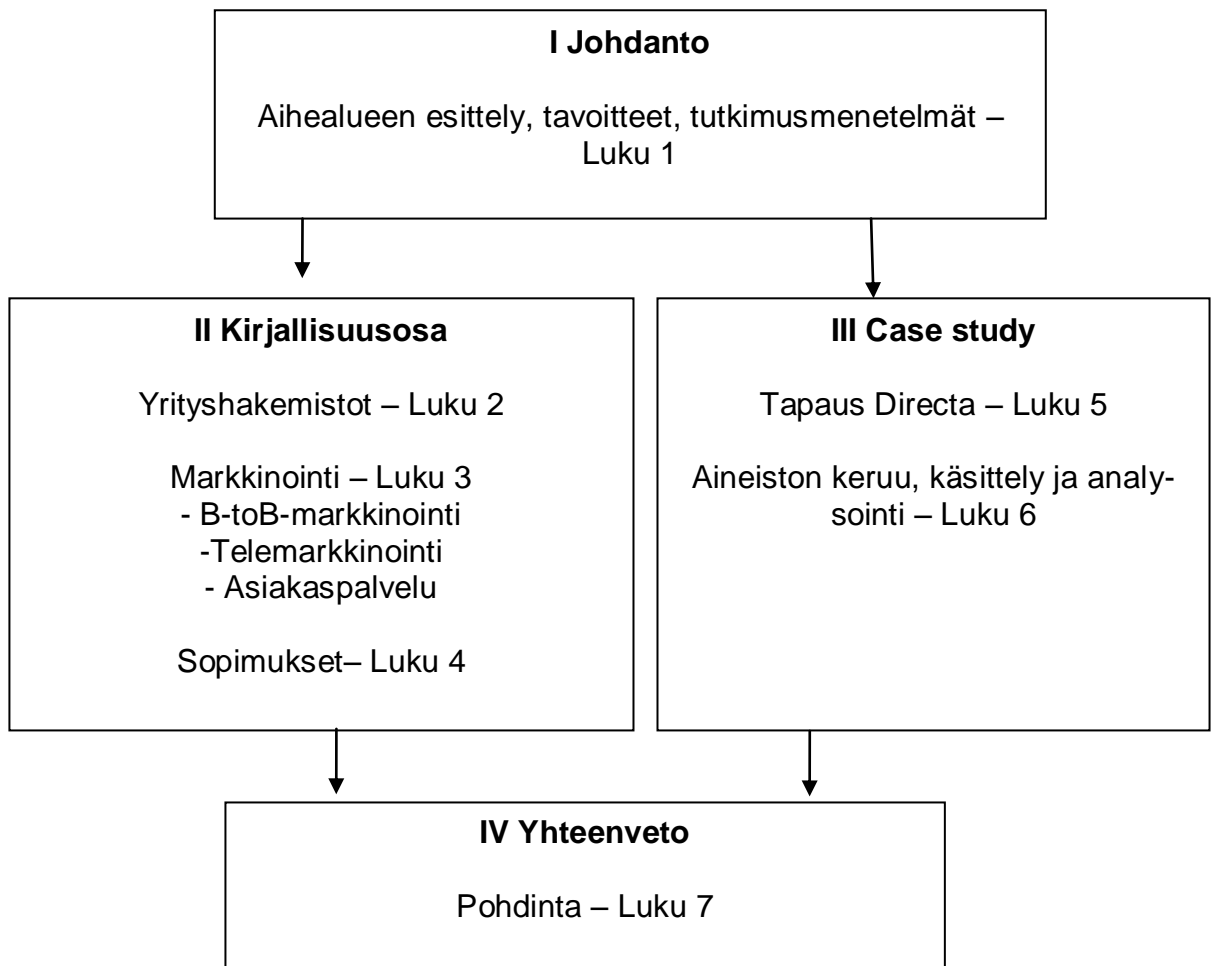 I Johdanto
Aihealueen esittely, tavoitteet, tutkimusmenetelmät –
Luku 1
II Kirjallisuusosa
Yrityshakemistot – Luku 2
Markkinointi – Luku 3
- B-toB-markkinointi
-Telemarkkinointi
- Asiakaspalvelu
Sopimukset– Luku 4
III Case study
Tapaus Directa – Luku 5
Aineiston keruu, käsittely ja analy-
sointi – Luku 6
IV Yhteenveto
Pohdinta – Luku 7